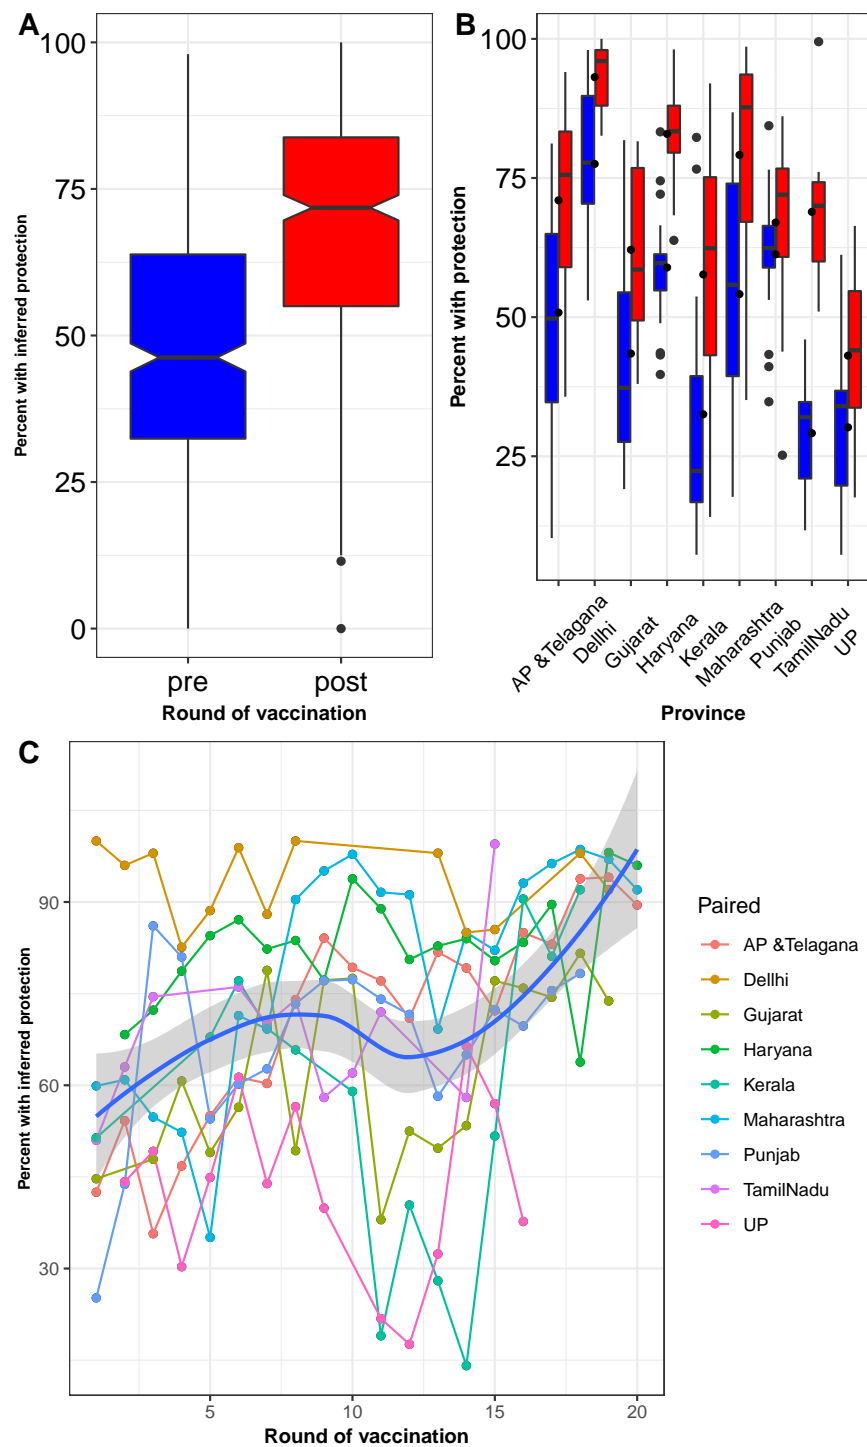 A
100
75
50
25
0
Percent with inferred protection
pre
post
Round of vaccination
B
100
75
50
25
Percent with protection
AP &Telagana
Dellhi
Gujarat
Haryana
Kerala
Maharashtra
Punjab
TamilNadu
UP
Province
C
90
60
30
Percent with inferred protection
5
10
15
20
Round of vaccination
Paired
AP &Telagana
Dellhi
Gujarat
Haryana
Kerala
Maharashtra
Punjab
TamilNadu
UP